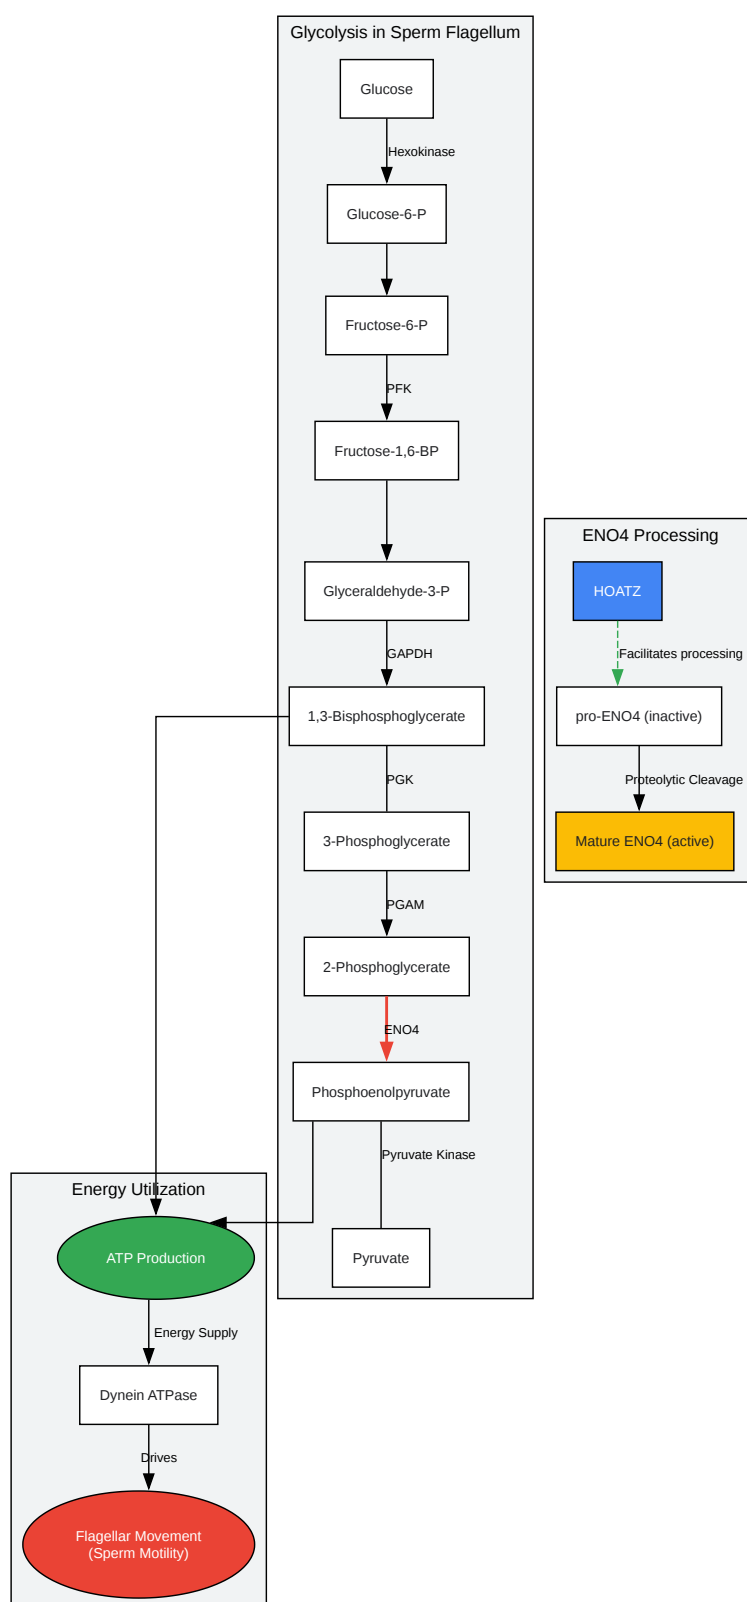 Glycolysis in Sperm Flagellum
Glucose
Hexokinase
Glucose-6-P
Fructose-6-P
PFK
Fructose-1,6-BP
Glyceraldehyde-3-P
GAPDH
1,3-Bisphosphoglycerate
PGK
3-Phosphoglycerate
PGAM
2-Phosphoglycerate
ENO4
Phosphoenolpyruvate
Pyruvate Kinase
Pyruvate
ENO4 Processing
HOATZ
Facilitates processing
pro-ENO4 (inactive)
Proteolytic Cleavage
Mature ENO4 (active)
Energy Utilization
ATP Production
Energy Supply
Dynein ATPase
Drives
Flagellar Movement
(Sperm Motility)